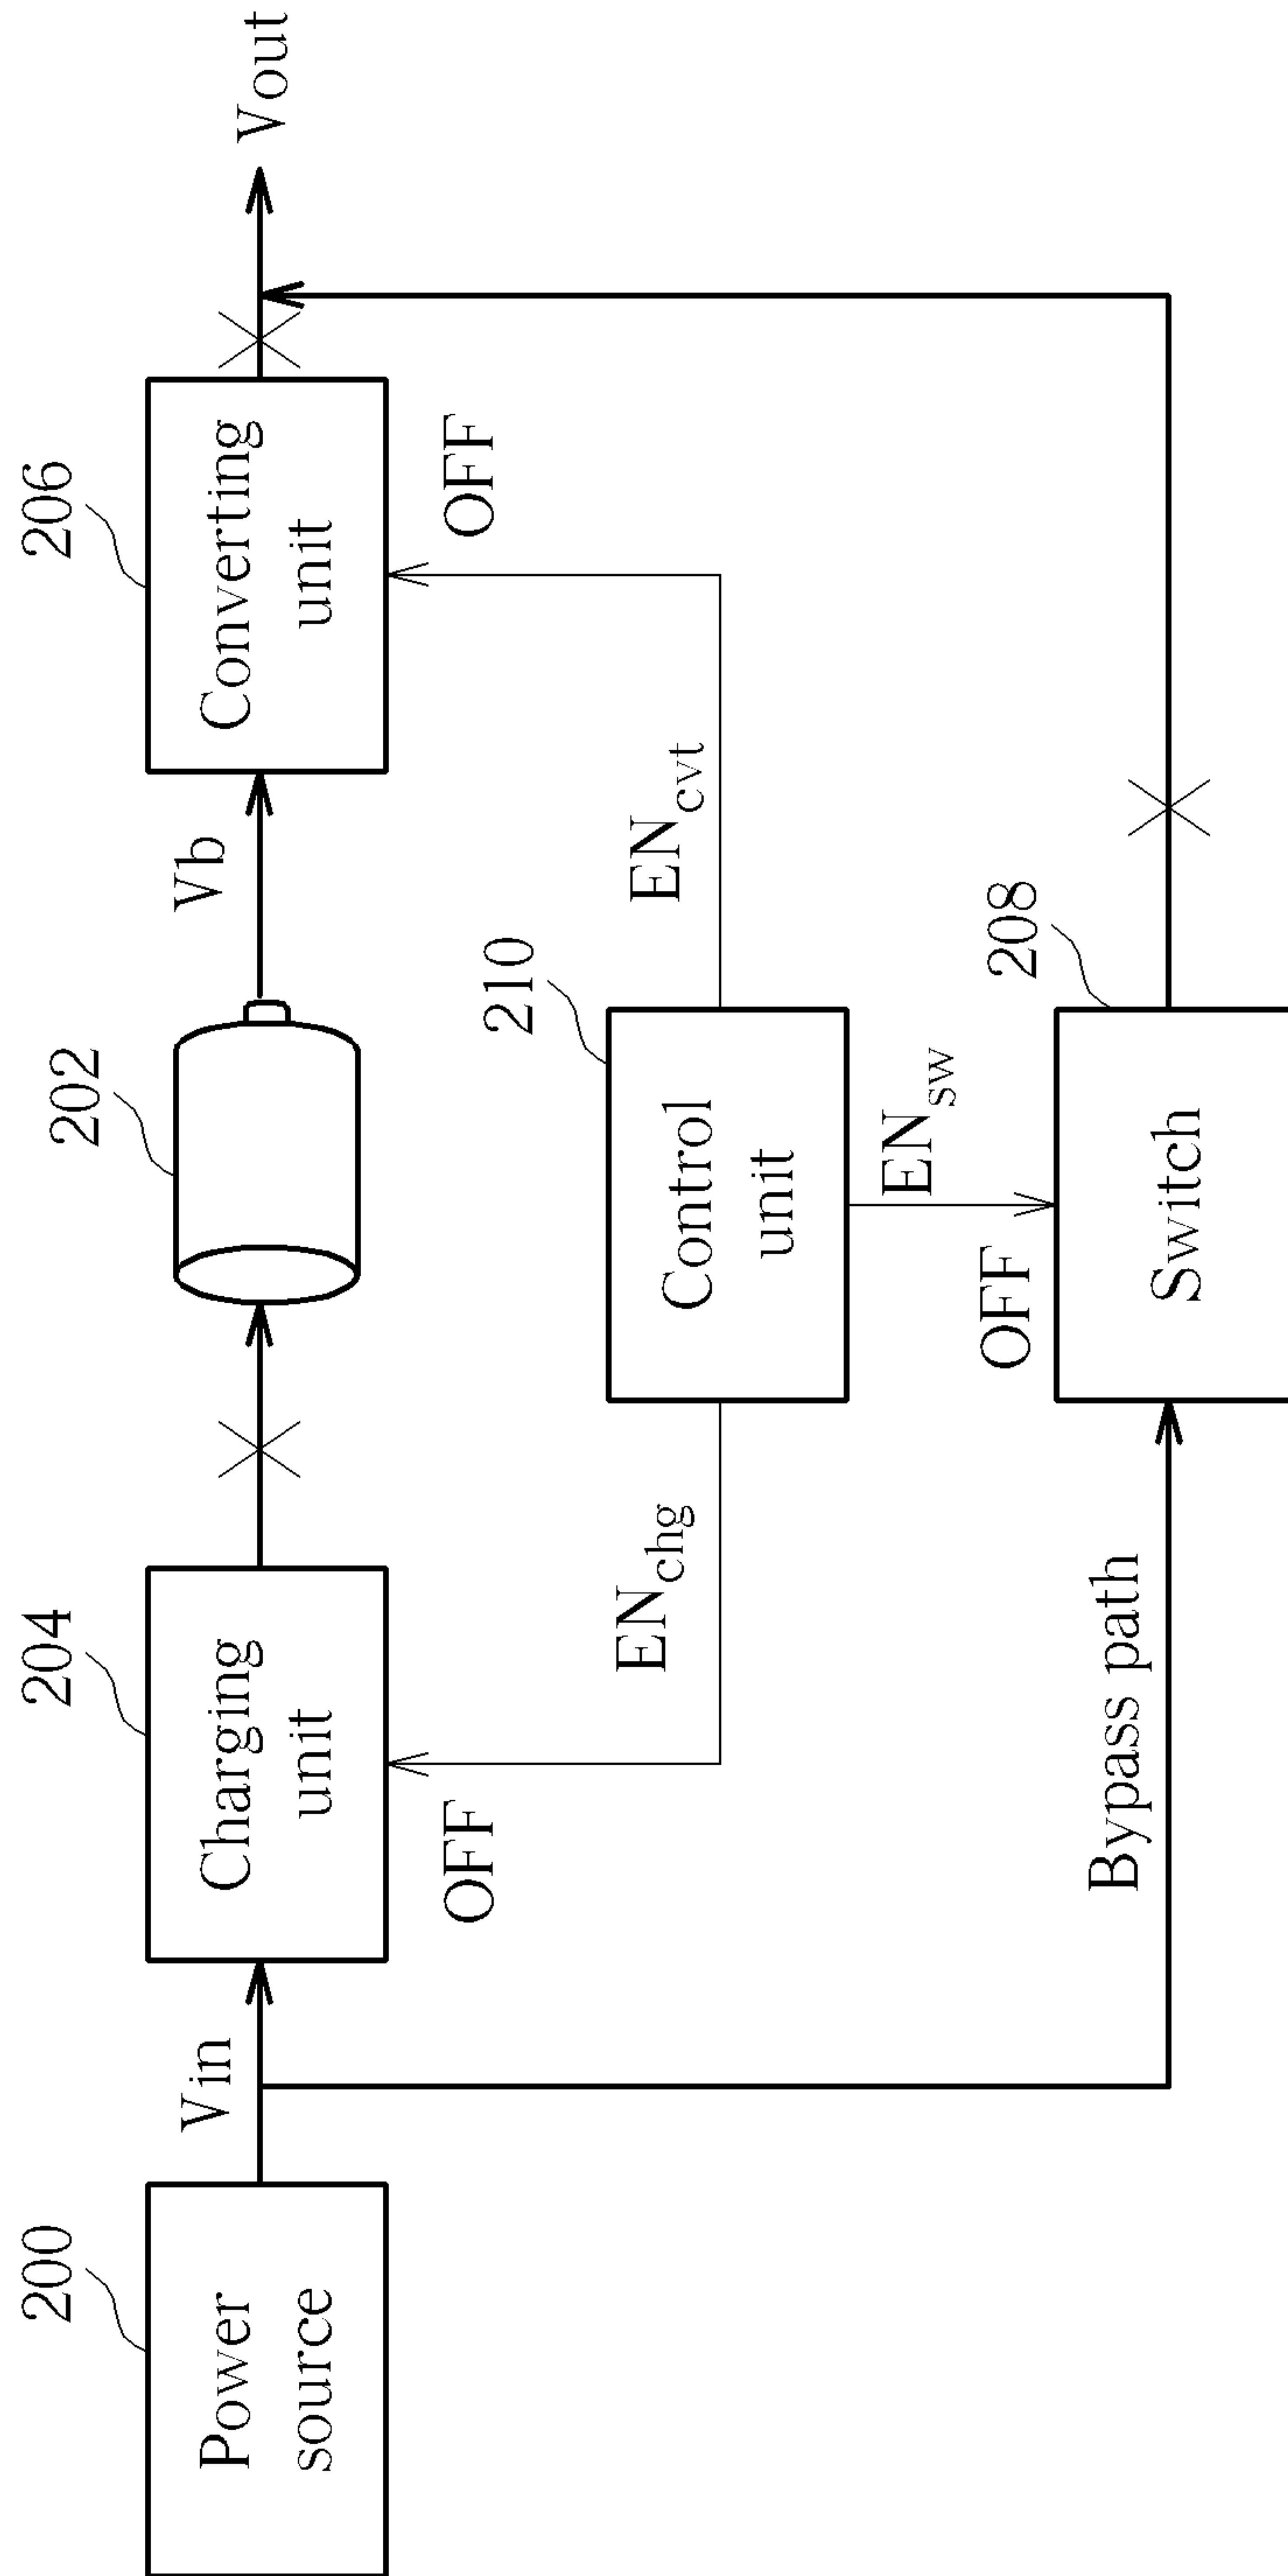 200
Power
source
Vin
204
Charging
unit
OFF
202
Vb
206
Converting
unit
OFF
Vout
EN_chg
210
Control
unit
EN_cvt
EN_sw
OFF
208
Switch
Bypass path